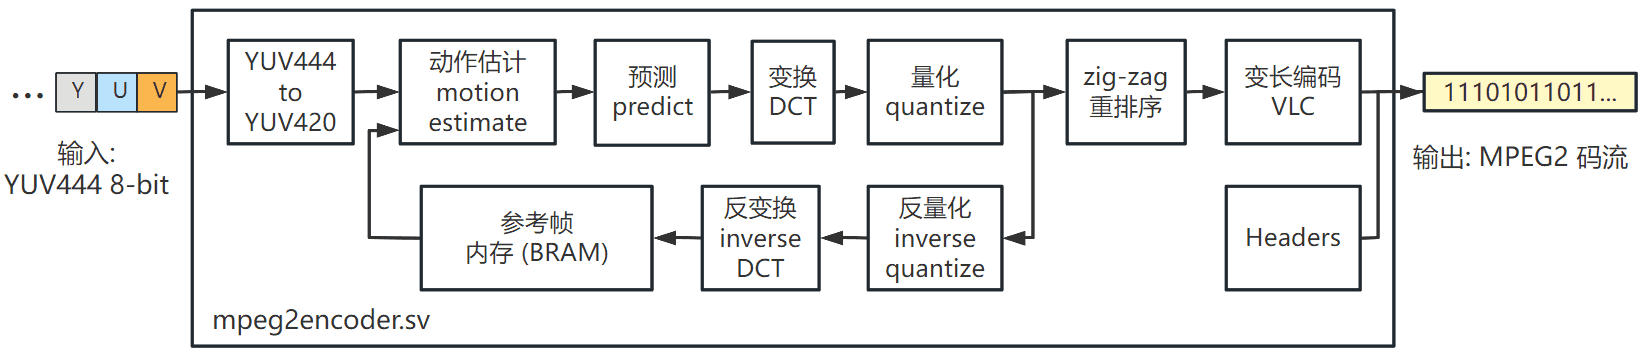 ...
Y U V
输入:
YUV444 8-bit
YUV444
to
YUV420
动作估计
motion
estimate
预测
predict
变换
DCT
量化
quantize
zig-zag
重排序
变长编码
VLC
11101011011...
输出: MPEG2 码流
参考帧
内存 (BRAM)
反变换
inverse
DCT
反量化
inverse
quantize
Headers
mpeg2encoder.sv